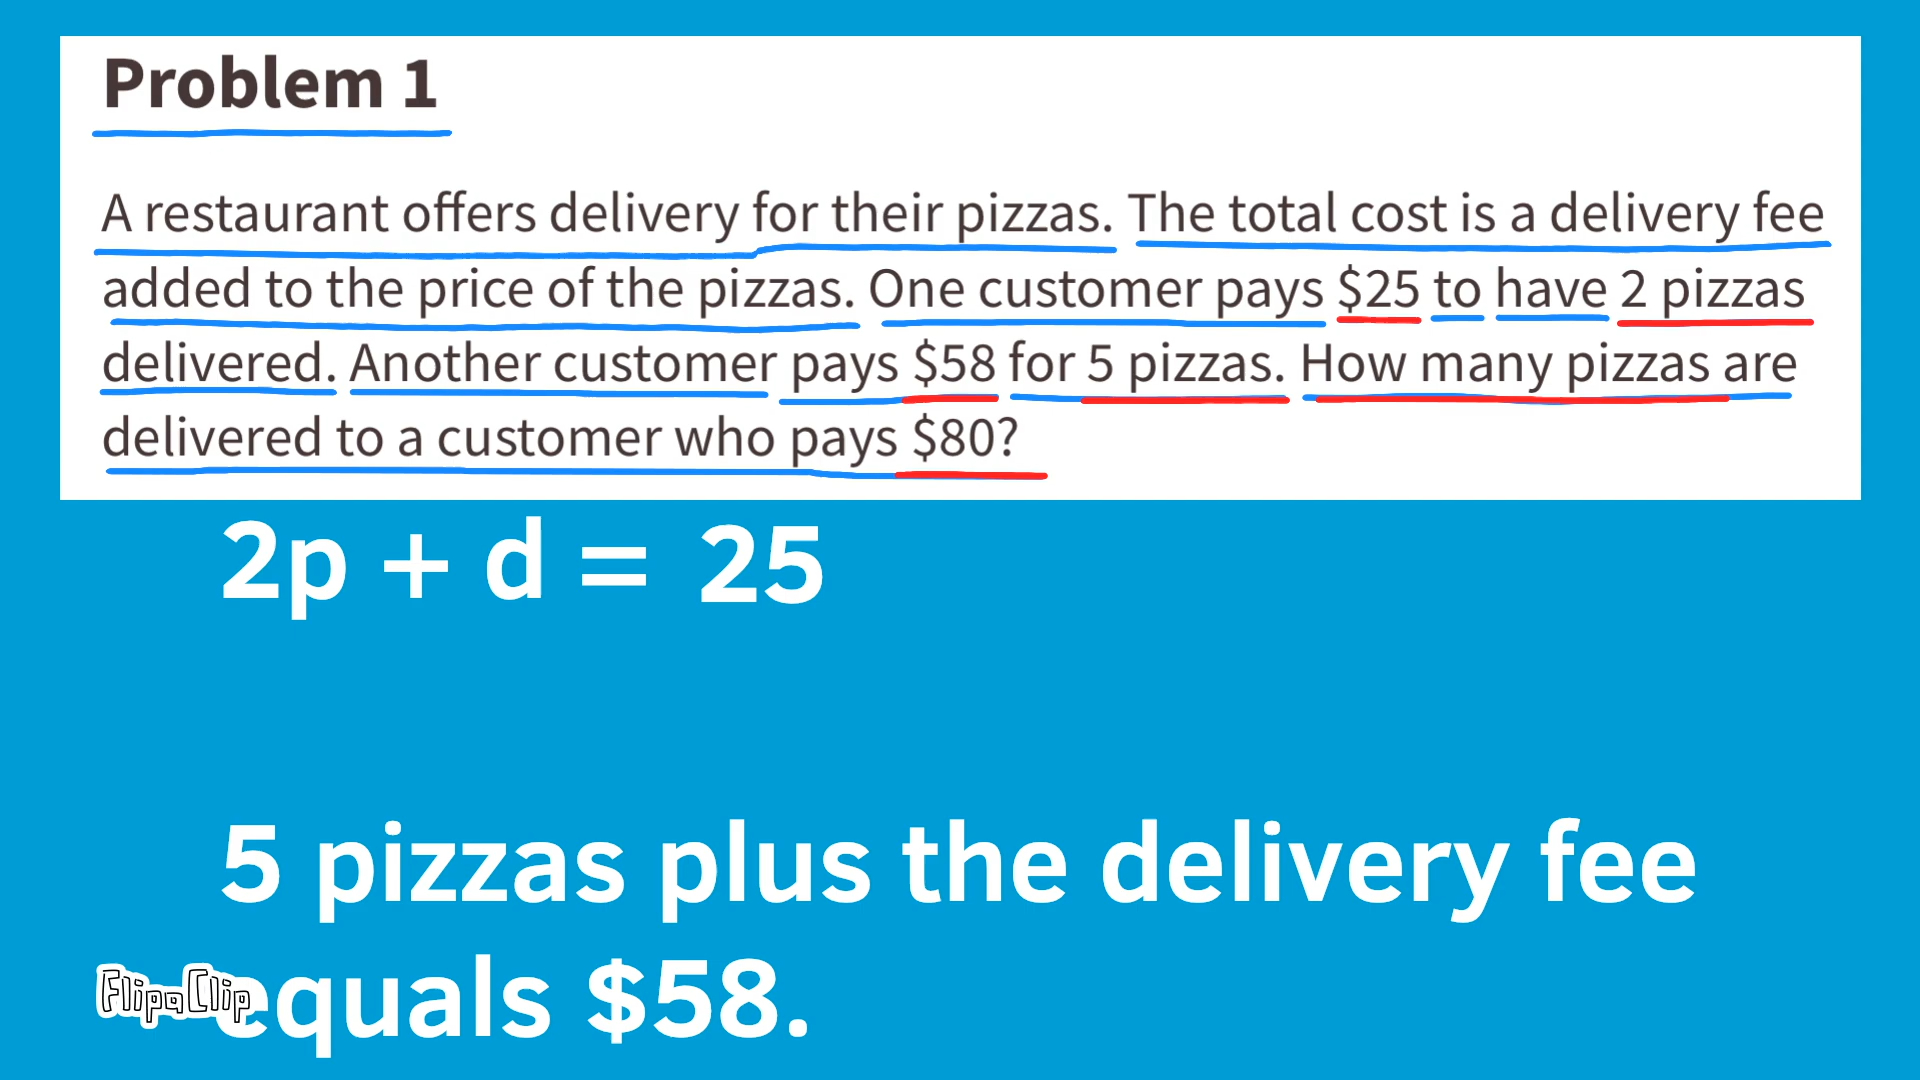 Problem 1
A restaurant offers delivery for their pizzas. The total cost is a delivery fee
added to the price of the pizzas. One customer pays $25 to have 2 pizzas
delivered. Another customer pays $58 for 5 pizzas. How many pizzas are
delivered to a customer who pays $80?
2p + d = 25
5 pizzas plus the delivery fee
equals $58.
FlipaClip